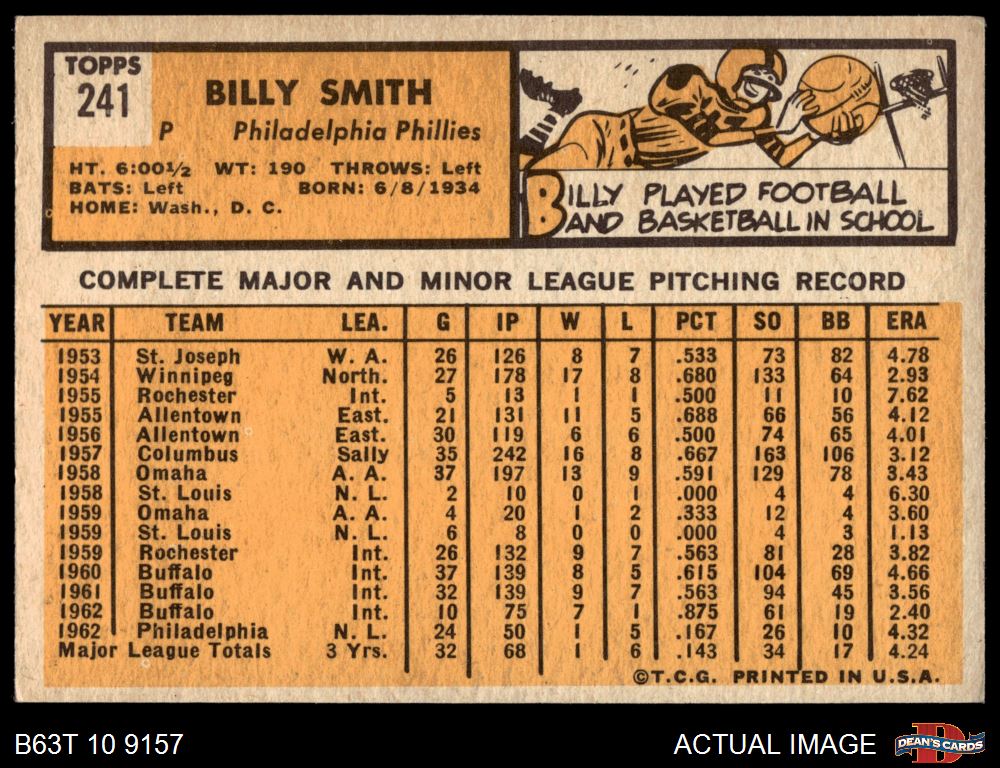 TOPPS
241
BILLY SMITH
P Philadelphia Phillies
HT. 6:00½ WT: 190 THROWS: Left
BATS: Left BORN: 6/8/1934
HOME: Wash., D. C.
BILLY PLAYED FOOTBALL
AND BASKETBALL IN SCHOOL
COMPLETE MAJOR AND MINOR LEAGUE PITCHING RECORD
YEAR TEAM LEA. G IP W L PCT SO BB ERA
1953 St. Joseph W. A. 26 126 8 7 .533 73 82 4.78
1954 Winnipeg North. 27 178 17 8 .680 133 64 2.93
1955 Rochester Int. 5 13 1 1 .500 11 10 7.62
1955 Allentown East. 21 131 11 5 .688 66 56 4.12
1956 Allentown East. 30 119 6 6 .500 74 65 4.01
1957 Columbus Sally 35 242 16 8 .667 163 106 3.12
1958 Omaha A. A. 37 197 13 9 .591 129 78 3.43
1958 St. Louis N. L. 2 10 0 1 .000 4 4 6.30
1959 Omaha A. A. 4 20 1 2 .333 12 4 3.60
1959 St. Louis N. L. 6 8 0 0 .000 4 3 1.13
1959 Rochester Int. 26 132 9 7 .563 81 28 3.82
1960 Buffalo Int. 37 139 8 5 .615 104 69 4.66
1961 Buffalo Int. 32 139 9 7 .563 94 45 3.56
1962 Buffalo Int. 10 75 7 1 .875 61 19 2.40
1962 Philadelphia N. L. 24 50 1 5 .167 26 10 4.32
Major League Totals 3 Yrs. 32 68 1 6 .143 34 17 4.24
©T.C.G. PRINTED IN U.S.A.
B63T 10 9157
ACTUAL IMAGE
DEAN'S CARDS